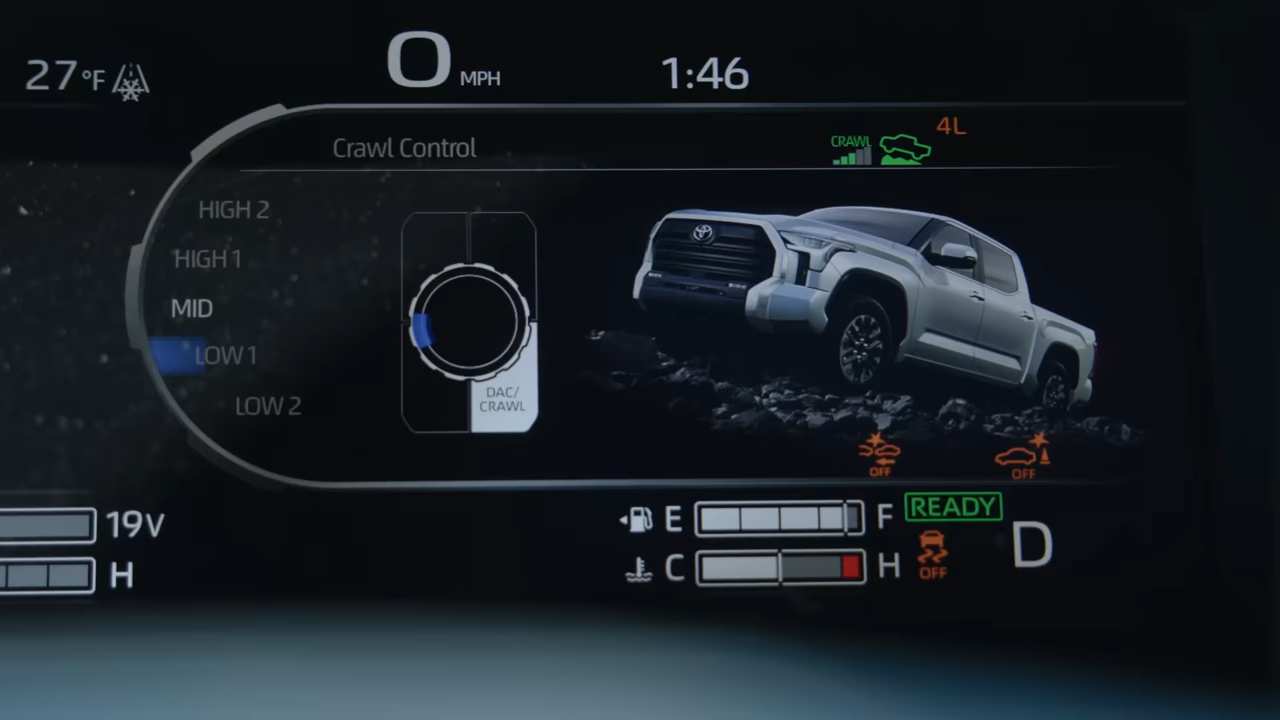 27°F
0 MPH
1:46
Crawl Control
CRAWL
4L
HIGH 2
HIGH 1
MID
LOW 1
LOW 2
DAC/
CRAWL
OFF
OFF
19V
E
F
READY
H
C
H
OFF
D